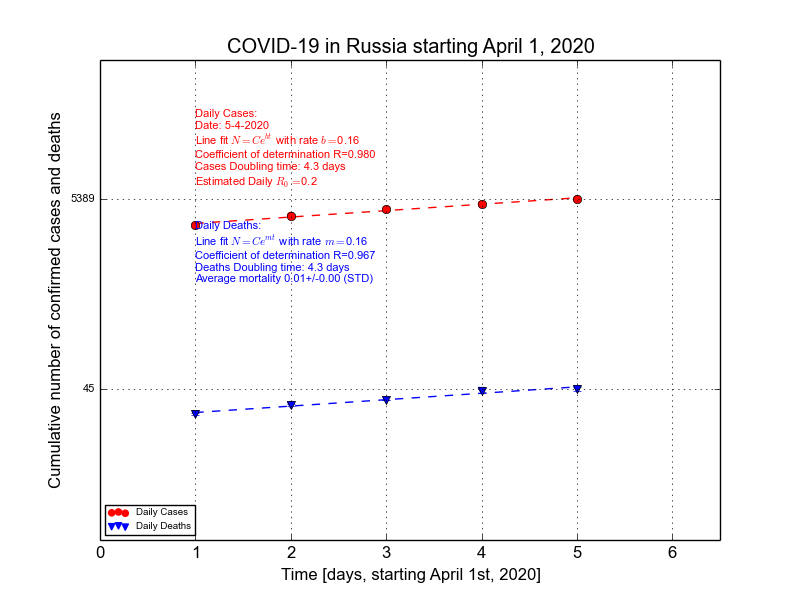 COVID-19 in Russia starting April 1, 2020
Cumulative number of confirmed cases and deaths
Daily Cases:
Date: 5-4-2020
Line fit N=Ce^{bt} with rate b=0.16
Coefficient of determination R=0.980
Cases Doubling time: 4.3 days
Estimated Daily R_0=0.2
5389
Daily Deaths:
Line fit N=Ce^{mt} with rate m=0.16
Coefficient of determination R=0.967
Deaths Doubling time: 4.3 days
Average mortality 0.01+/-0.00 (STD)
45
Daily Cases
Daily Deaths
0 1 2 3 4 5 6
Time [days, starting April 1st, 2020]